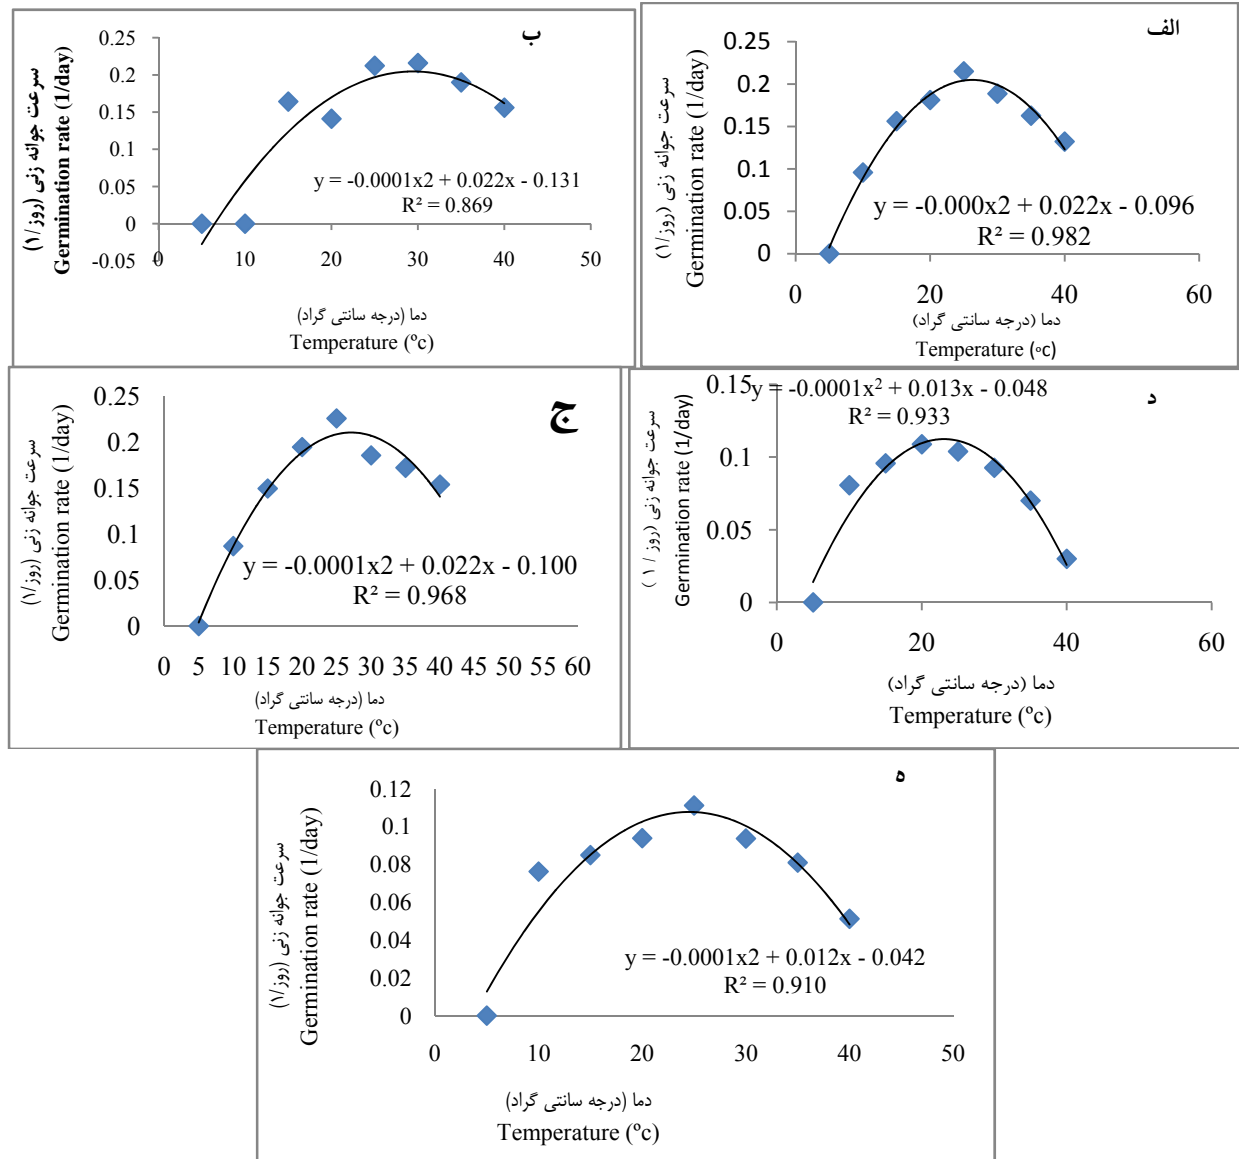 الف
0.25
0.2
0.15
0.1
0.05
0
0
20
40
60
سرعت جوانه زنی (روز/۱)
Germination rate (1/day)
y = -0.000x2 + 0.022x - 0.096
R² = 0.982
دما (درجه سانتی گراد)
Temperature (ºc)
ب
0.25
0.2
0.15
0.1
0.05
0
-0.05
0
10
20
30
40
50
سرعت جوانه زنی (روز/۱)
Germination rate (1/day)
y = -0.0001x2 + 0.022x - 0.131
R² = 0.869
دما (درجه سانتی گراد)
Temperature (ºc)
د
0.15
0.1
0.05
0
0
20
40
60
سرعت جوانه زنی (روز / ۱ )
Germination rate (1/day)
y = -0.0001x² + 0.013x - 0.048
R² = 0.933
دما (درجه سانتی گراد)
Temperature (ºc)
ج
0.25
0.2
0.15
0.1
0.05
0
0 5 10 15 20 25 30 35 40 45 50 55 60
سرعت جوانه زنی (روز/۱)
Germination rate (1/day)
y = -0.0001x2 + 0.022x - 0.100
R² = 0.968
دما (درجه سانتی گراد)
Temperature (ºc)
ه
0.12
0.1
0.08
0.06
0.04
0.02
0
0
10
20
30
40
50
سرعت جوانه زنی (روز/۱)
Germination rate (1/day)
y = -0.0001x2 + 0.012x - 0.042
R² = 0.910
دما (درجه سانتی گراد)
Temperature (ºc)